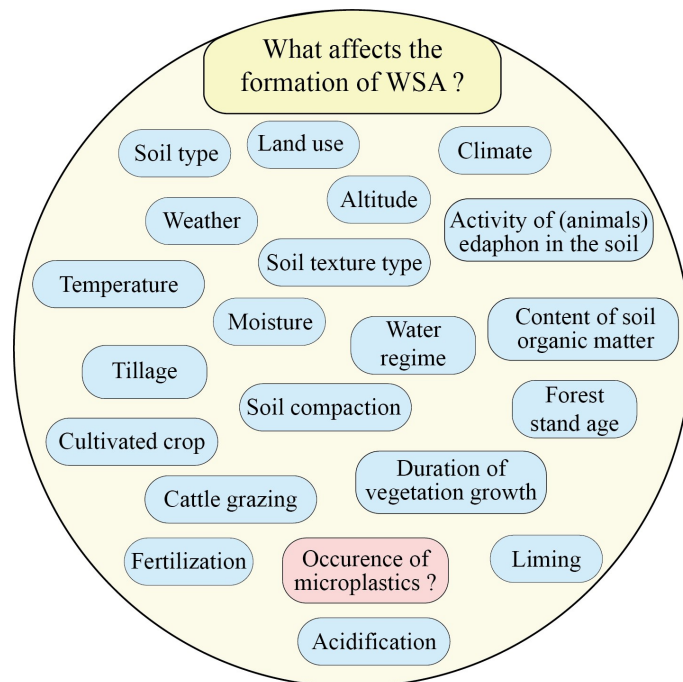 What affects the
formation of WSA ?
Soil type
Land use
Climate
Altitude
Weather
Activity of (animals)
edaphon in the soil
Soil texture type
Temperature
Moisture
Water
regime
Content of soil
organic matter
Tillage
Soil compaction
Forest
stand age
Cultivated crop
Duration of
vegetation growth
Cattle grazing
Fertilization
Occurence of
microplastics ?
Liming
Acidification